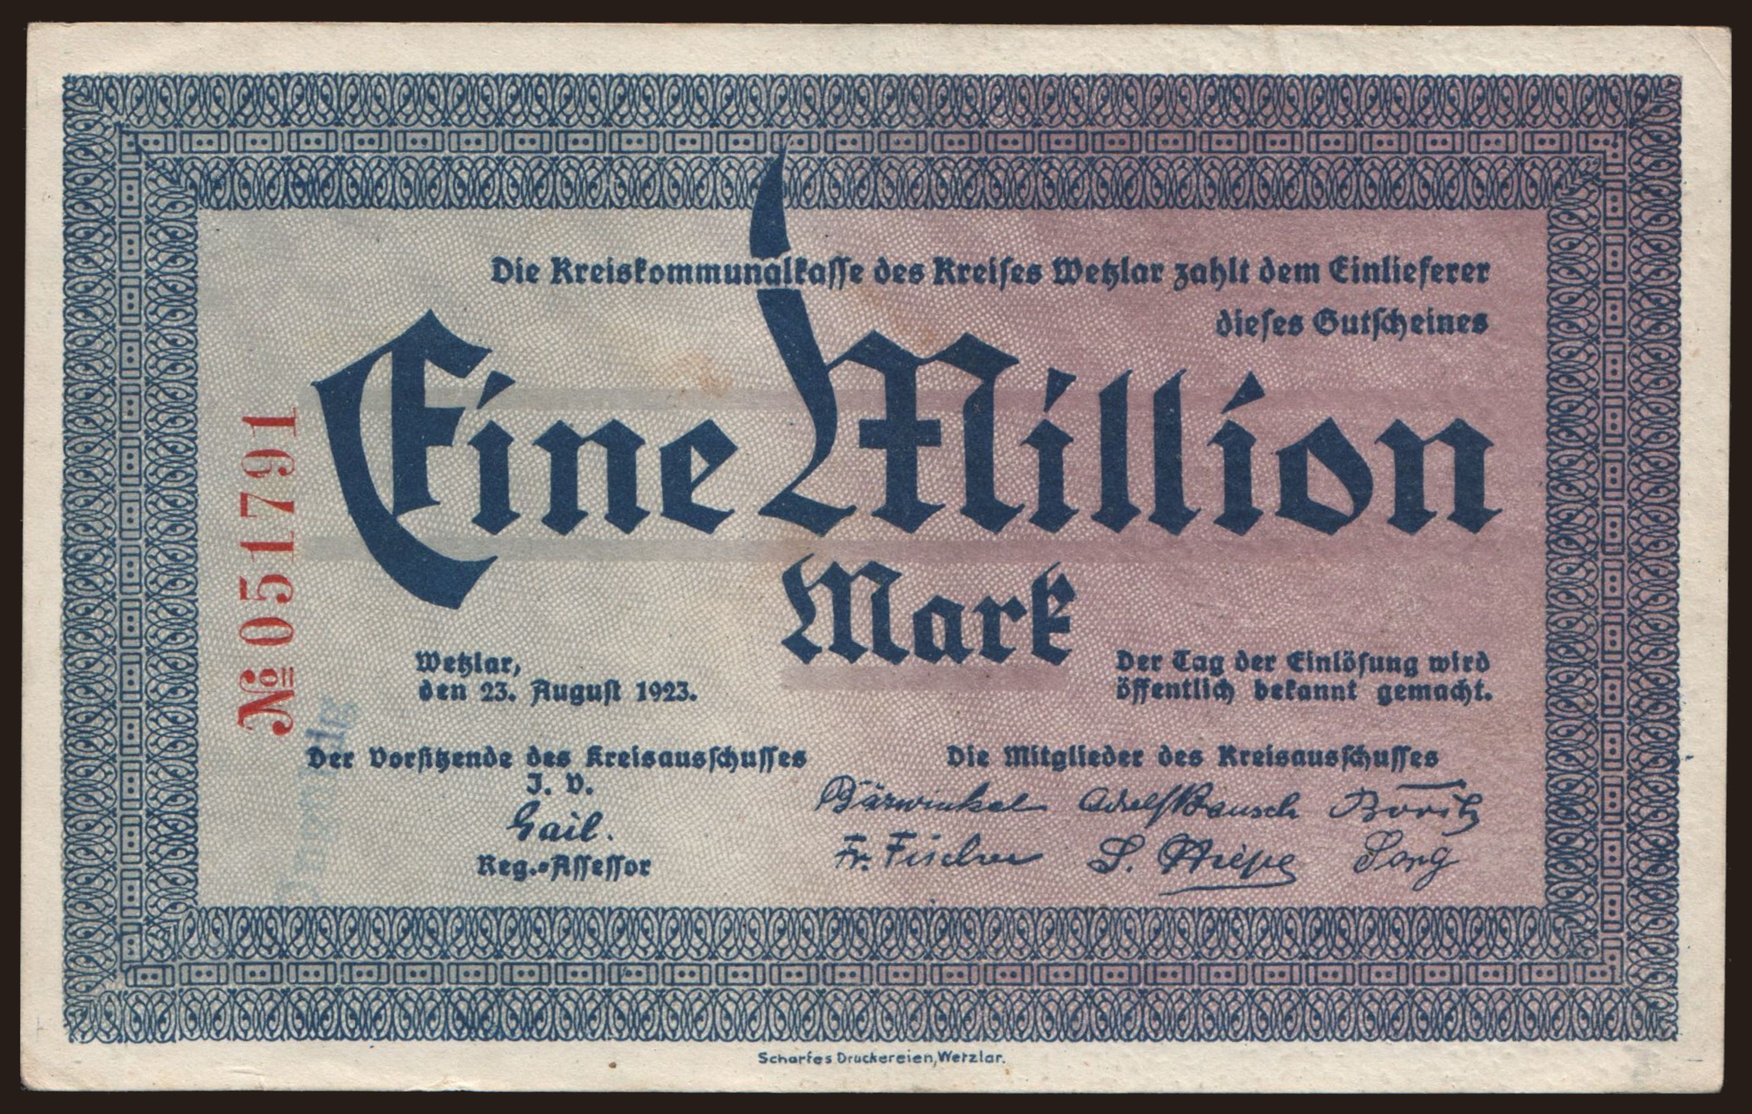 Die Kreiskommunalkasse des Kreises Wetzlar zahlt dem Einlieferer
dieses Gutscheines
Eine Million
Mark
№ 051791
Wetzlar,
den 23. August 1923.
Der Tag der Einlösung wird
öffentlich bekannt gemacht.
Der Vorsitzende des Kreisausschusses
J. V.
Gail.
Reg.-Assessor
Die Mitglieder des Kreisausschusses
Bärwinkel Adolf Bausch
Fr. Fischer
Scharfes Druckereien, Wetzlar.